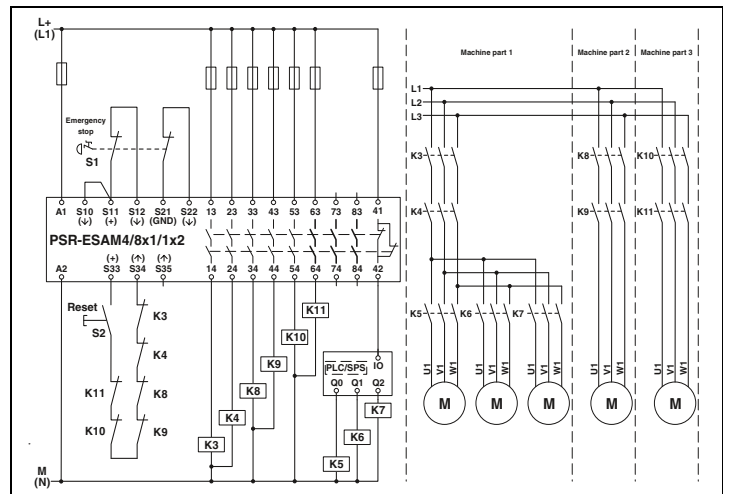 L+
(L1)
Machine part 1
Machine part 2
Machine part 3
Emergency
stop
S1
L1
L2
L3
K3
K8
K10
A1 S10 S11 S12 S21 S22 13 23 33 43 53 63 73 83 41
(↓) (+) (↓) (GND) (↓)
K4
K9
K11
PSR-ESAM4/8x1/1x2
(+) (↑) (↑)
A2 S33 S34 S35 14 24 34 44 54 64 74 84 42
Reset
S2
K3
K4
K11
K8
K10
K9
K11
K10
K9
K8
K4
K3
PLC/SPS IO
Q0 Q1 Q2
K7
K6
K5
K5
K6
K7
U1 V1 W1
U1 V1 W1
U1 V1 W1
U1 V1 W1
U1 V1 W1
M
M
M
M
M
M
(N)